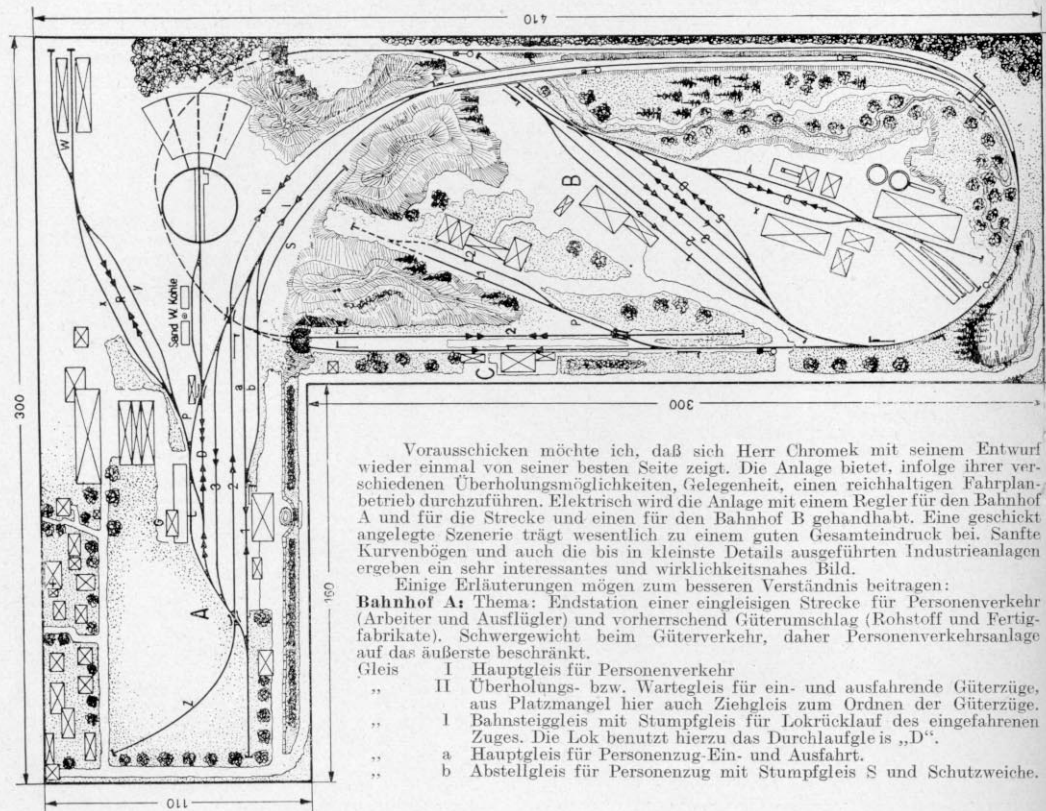 410
300
W
x
R
y
Sand W. Kohle
II
I
S
P
D
3
a
2
b
1
L
G
A
Z
B
C
2
1
P
L1
L2
x
300
160
110
Vorausschicken möchte ich, daß sich Herr Chromek mit seinem Entwurf
wieder einmal von seiner besten Seite zeigt. Die Anlage bietet, infolge ihrer ver-
schiedenen Überholungsmöglichkeiten, Gelegenheit, einen reichhaltigen Fahrplan-
betrieb durchzuführen. Elektrisch wird die Anlage mit einem Regler für den Bahnhof
A und für die Strecke und einen für den Bahnhof B gehandhabt. Eine geschickt
angelegte Szenerie trägt wesentlich zu einem guten Gesamteindruck bei. Sanfte
Kurvenbögen und auch die bis in kleinste Details ausgeführten Industrieanlagen
ergeben ein sehr interessantes und wirklichkeitsnahes Bild.
Einige Erläuterungen mögen zum besseren Verständnis beitragen:
Bahnhof A: Thema: Endstation einer eingleisigen Strecke für Personenverkehr
(Arbeiter und Ausflügler) und vorherrschend Güterumschlag (Rohstoff und Fertig-
fabrikate). Schwergewicht beim Güterverkehr, daher Personenverkehrsanlage
auf das äußerste beschränkt.
Gleis I Hauptgleis für Personenverkehr
„ II Überholungs- bzw. Wartegleis für ein- und ausfahrende Güterzüge,
aus Platzmangel hier auch Ziehgleis zum Ordnen der Güterzüge.
„ 1 Bahnsteiggleis mit Stumpfgleis für Lokrücklauf des eingefahrenen
Zuges. Die Lok benutzt hierzu das Durchlaufgleis „D“.
„ a Hauptgleis für Personenzug-Ein- und Ausfahrt.
„ b Abstellgleis für Personenzug mit Stumpfgleis S und Schutzweiche.